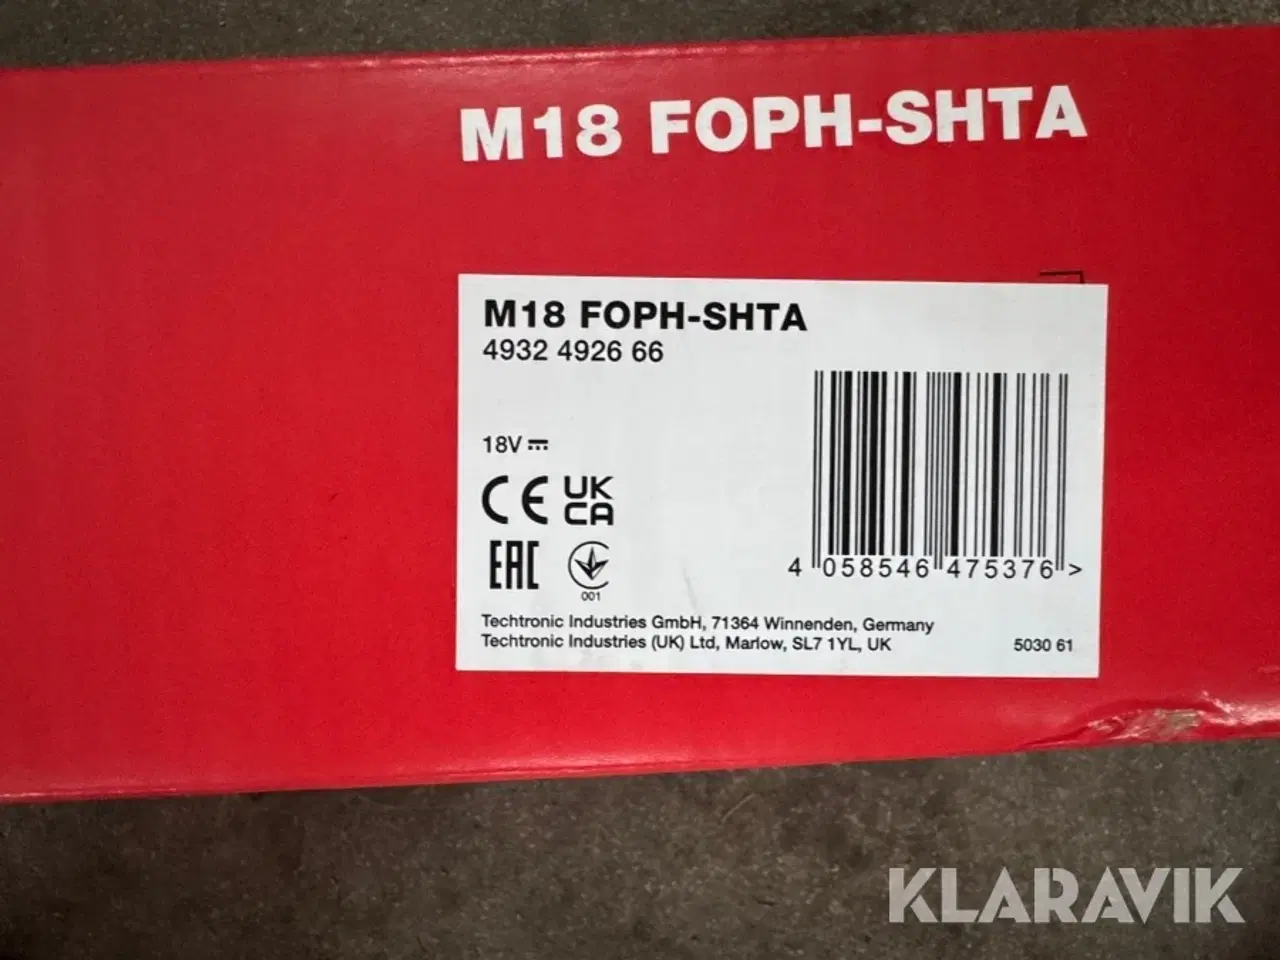 M18 FOPH-SHTA
M18 FOPH-SHTA
4932 4926 66
18V
CE UK
CA
EAC
001
4 058546 475376 >
Techtronic Industries GmbH, 71364 Winnenden, Germany
Techtronic Industries (UK) Ltd, Marlow, SL7 1YL, UK
5030 61
KLARAVIK